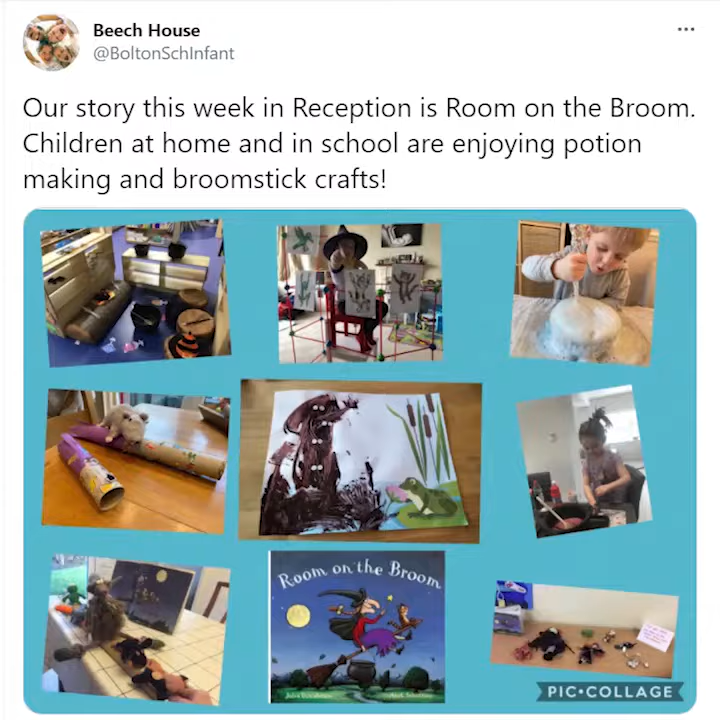 Beech House
@BoltonSchInfant
Our story this week in Reception is Room on the Broom.
Children at home and in school are enjoying potion
making and broomstick crafts!
Room on the Broom
PIC•COLLAGE